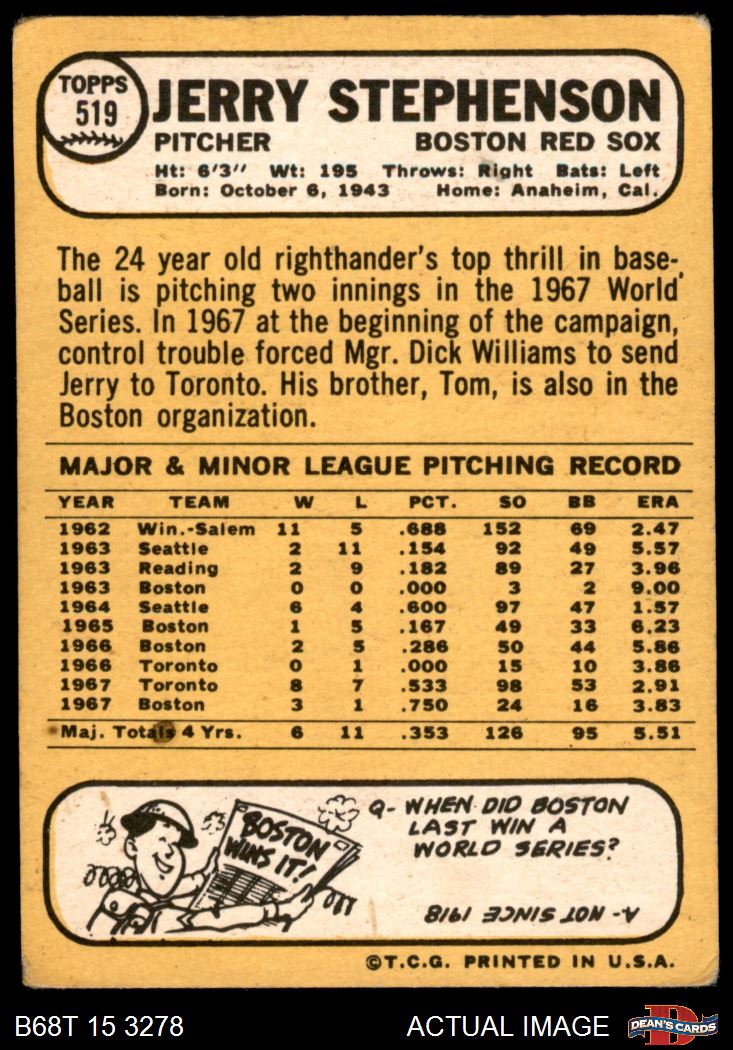 TOPPS
519
JERRY STEPHENSON
PITCHER BOSTON RED SOX
Ht: 6'3" Wt: 195 Throws: Right Bats: Left
Born: October 6, 1943 Home: Anaheim, Cal.
The 24 year old righthander's top thrill in base-
ball is pitching two innings in the 1967 World
Series. In 1967 at the beginning of the campaign,
control trouble forced Mgr. Dick Williams to send
Jerry to Toronto. His brother, Tom, is also in the
Boston organization.
MAJOR & MINOR LEAGUE PITCHING RECORD
YEAR TEAM W L PCT. SO BB ERA
1962 Win.-Salem 11 5 .688 152 69 2.47
1963 Seattle 2 11 .154 92 49 5.57
1963 Reading 2 9 .182 89 27 3.96
1963 Boston 0 0 .000 3 2 9.00
1964 Seattle 6 4 .600 97 47 1.57
1965 Boston 1 5 .167 49 33 6.23
1966 Boston 2 5 .286 50 44 5.86
1966 Toronto 0 1 .000 15 10 3.86
1967 Toronto 8 7 .533 98 53 2.91
1967 Boston 3 1 .750 24 16 3.83
Maj. Totals 4 Yrs. 6 11 .353 126 95 5.51
BOSTON
WINS IT!
Q- WHEN DID BOSTON
LAST WIN A
WORLD SERIES?
A- NOT SINCE 1918
©T.C.G. PRINTED IN U.S.A.
B68T 15 3278 ACTUAL IMAGE
D
DEAN'S CARDS